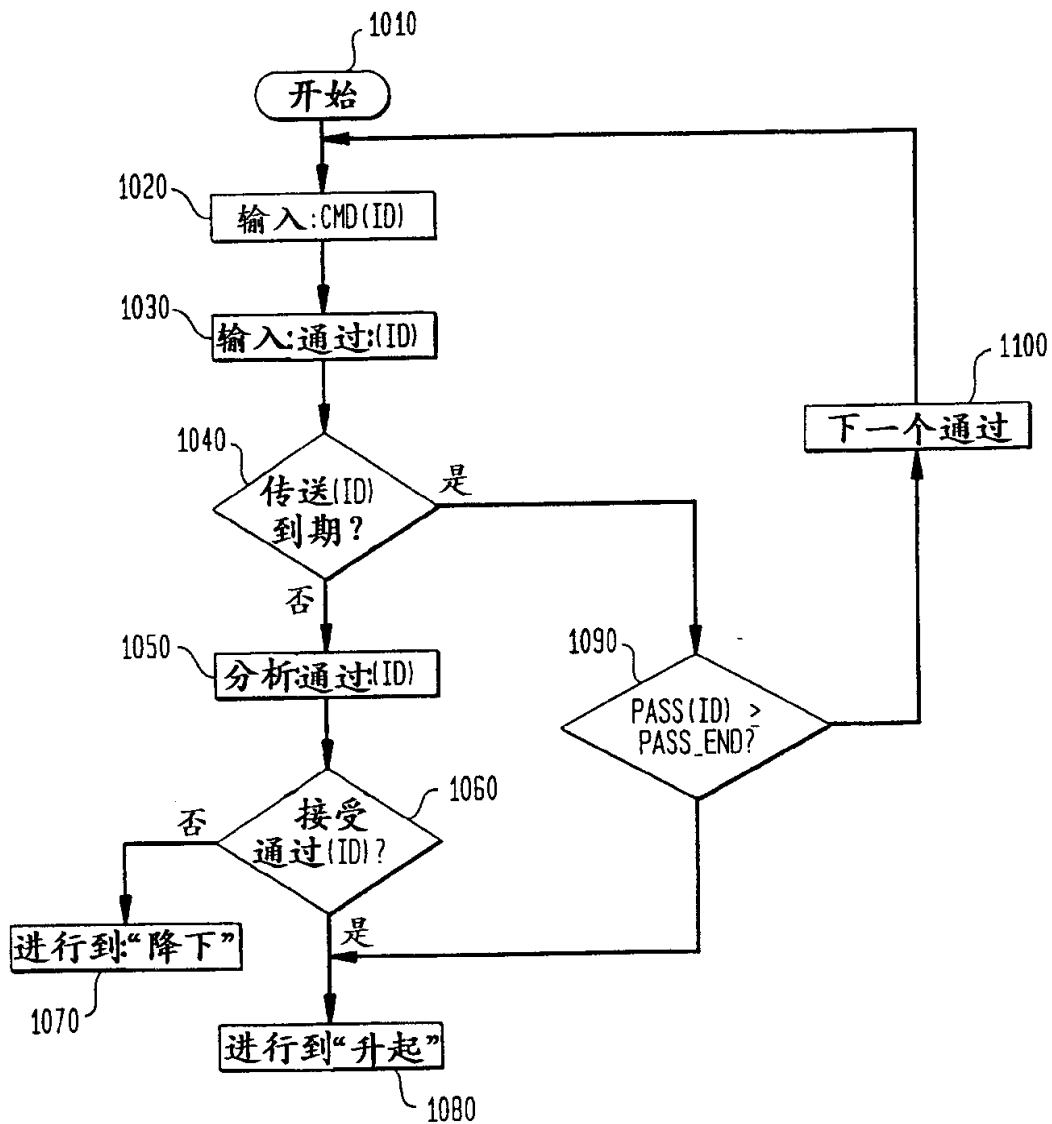 1010
开始
1020
输入:CMD(ID)
1030
输入:通过:(ID)
1100
下一个通过
1040
传送(ID)
到期?
是
否
1050
分析:通过:(ID)
1090
PASS(ID) ≥
PASS_END?
1060
接受
通过(ID)?
否
是
进行到:“降下”
1070
进行到“升起”
1080